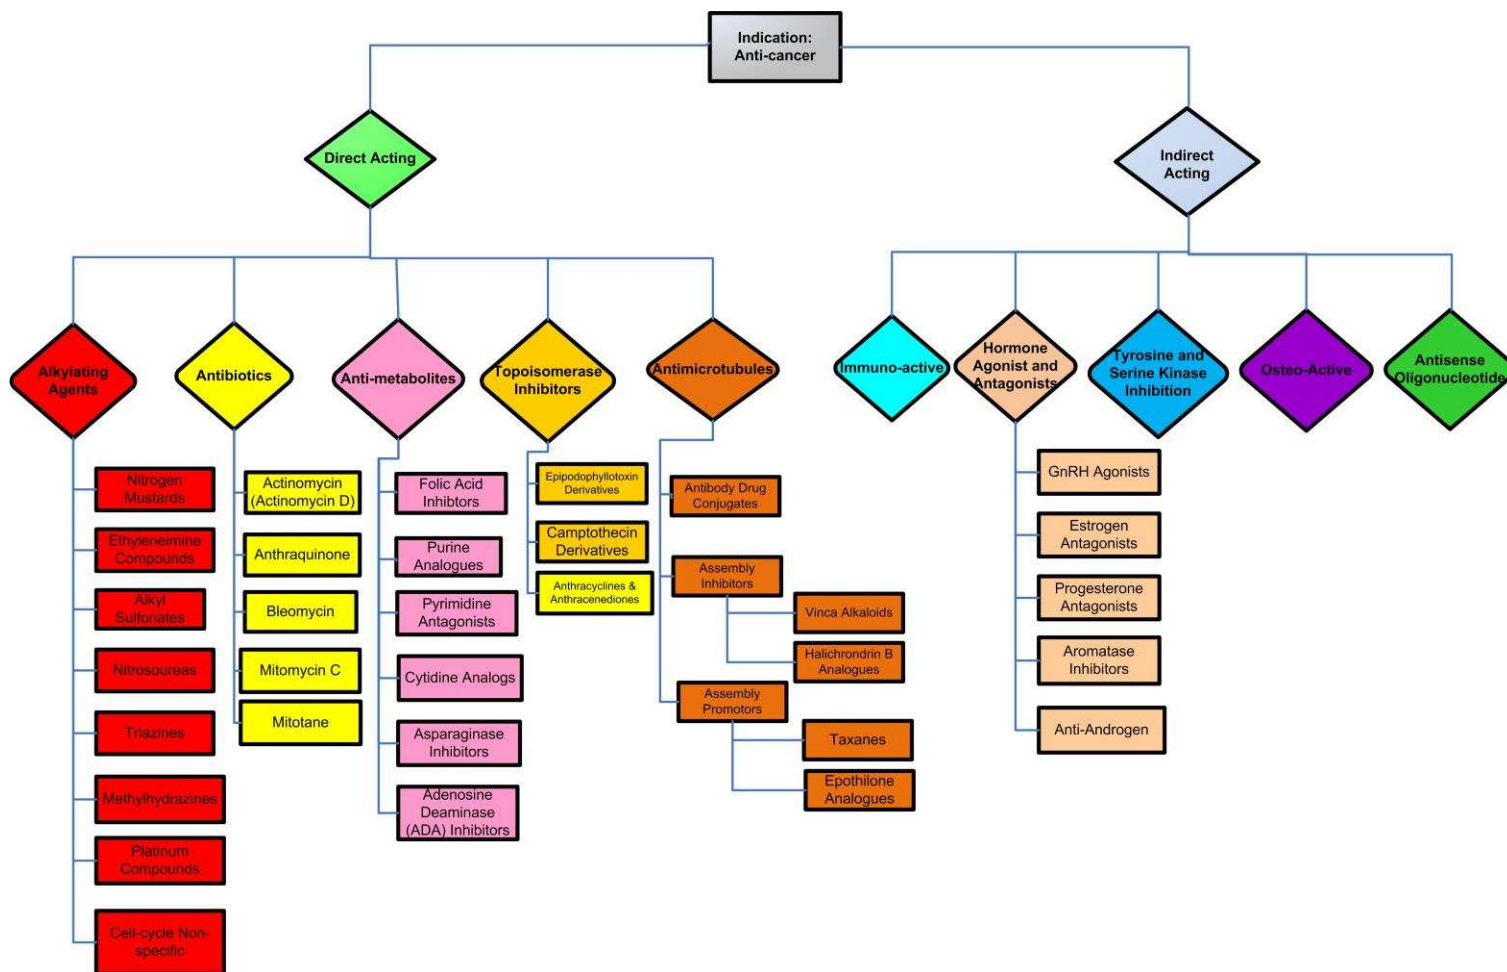 Indication:
Anti-cancer
Direct Acting
Indirect
Acting
Alkylating
Agents
Antibiotics
Anti-metabolites
Topoisomerase
Inhibitors
Antimicrotubules
Immuno-active
Hormone
Agonist and
Antagonists
Tyrosine and
Serine Kinase
Inhibition
Osteo-Active
Antisense
Oligonucleotide
Nitrogen
Mustards
Ethyleneimine
Compounds
Alkyl
Sulfonates
Nitrosoureas
Triazines
Methylhydrazines
Platinum
Compounds
Cell-cycle Non-
specific
Actinomycin
(Actinomycin D)
Anthraquinone
Bleomycin
Mitomycin C
Mitotane
Folic Acid
Inhibtors
Purine
Analogues
Pyrimidine
Antagonists
Cytidine Analogs
Asparaginase
Inhibitors
Adenosine
Deaminase
(ADA) Inhibitors
Epipodophyllotoxin
Derivatives
Camptothecin
Derivatives
Anthracyclines &
Anthracenediones
Antibody Drug
Conjugates
Assembly
Inhibitors
Vinca Alkaloids
Halichrondrin B
Analogues
Assembly
Promotors
Taxanes
Epothilone
Analogues
GnRH Agonists
Estrogen
Antagonists
Progesterone
Antagonists
Aromatase
Inhibitors
Anti-Androgen